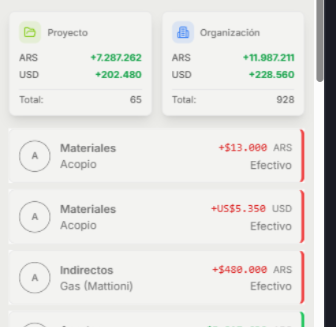 Proyecto
ARS +7.287.262
USD +202.480
Total: 65
Organización
ARS +11.987.211
USD +228.560
Total: 928
A
Materiales
Acopio
+$13.000 ARS
Efectivo
A
Materiales
Acopio
+US$5.350 USD
Efectivo
A
Indirectos
Gas (Mattioni)
+$480.000 ARS
Efectivo